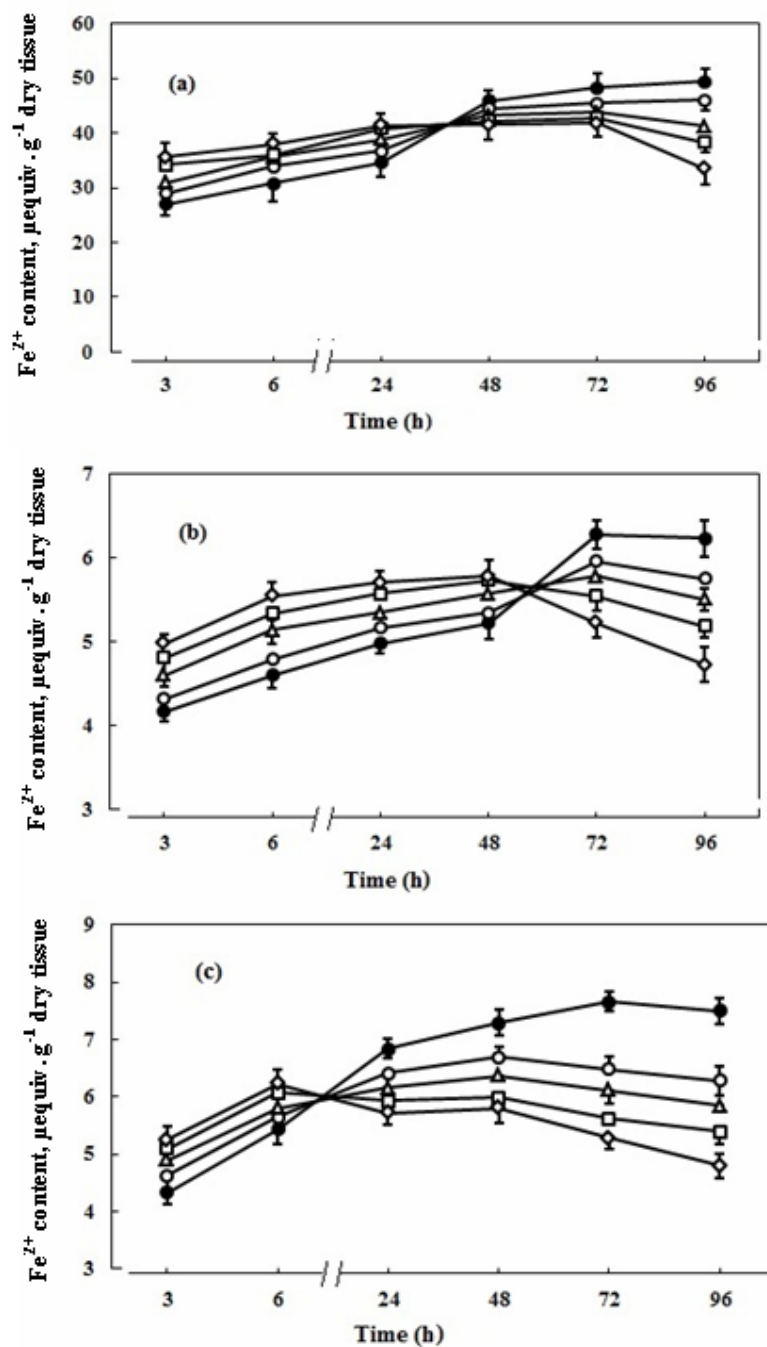 60
50
40
30
20
10
0
(a)
Fe²⁺ content, µequiv . g⁻¹ dry tissue
3 6 24 48 72 96
Time (h)
7
6
5
4
3
(b)
Fe²⁺ content, µequiv . g⁻¹ dry tissue
3 6 24 48 72 96
Time (h)
9
8
7
6
5
4
3
(c)
Fe²⁺ content, µequiv . g⁻¹ dry tissue
3 6 24 48 72 96
Time (h)